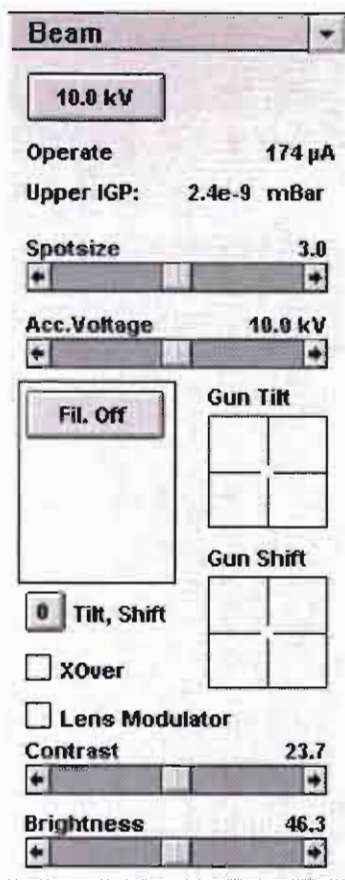 Beam
10.0 kV
Operate 174 µA
Upper IGP: 2.4e-9 mBar
Spotsize 3.0
Acc.Voltage 10.0 kV
Fil. Off
Gun Tilt
Gun Shift
0 Tilt, Shift
XOver
Lens Modulator
Contrast 23.7
Brightness 46.3